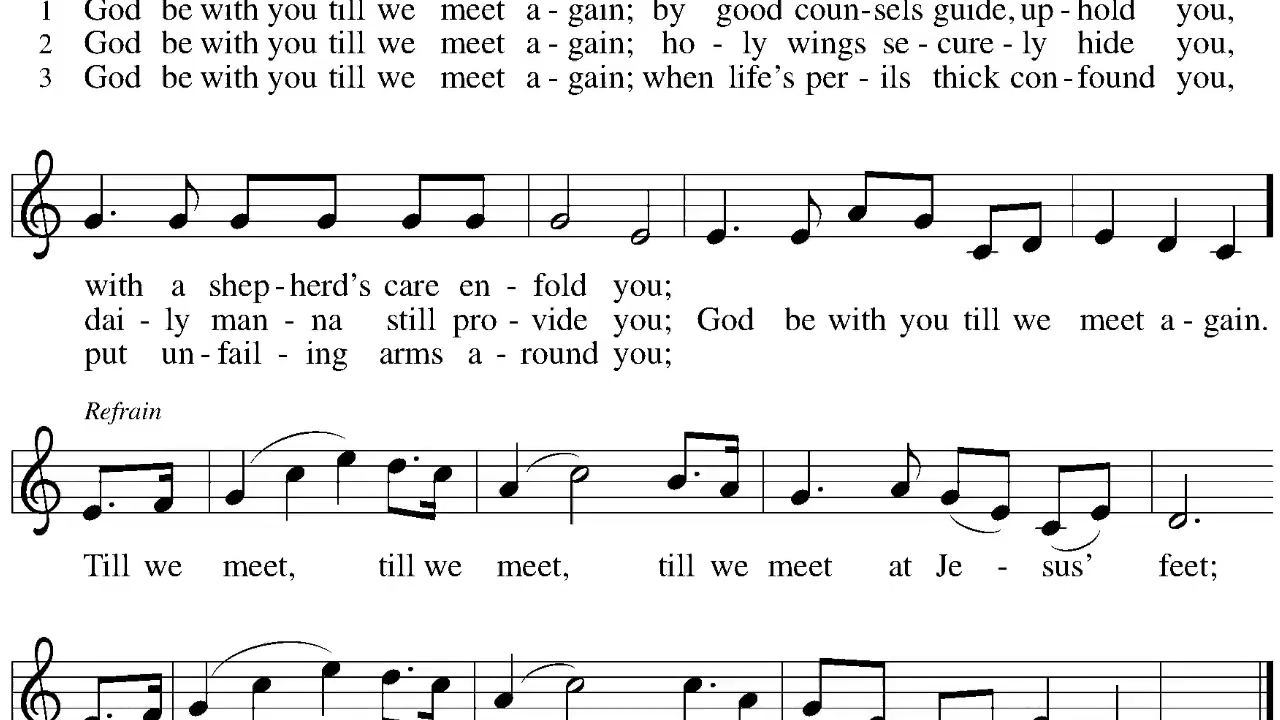 1 God be with you till we meet a - gain; by good coun - sels guide, up - hold you,
2 God be with you till we meet a - gain; ho - ly wings se - cure - ly hide you,
3 God be with you till we meet a - gain; when life's per - ils thick con - found you,
with a shep - herd's care en - fold you;
dai - ly man - na still pro - vide you; God be with you till we meet a - gain.
put un - fail - ing arms a - round you;
Refrain
Till we meet, till we meet, till we meet at Je - sus' feet;